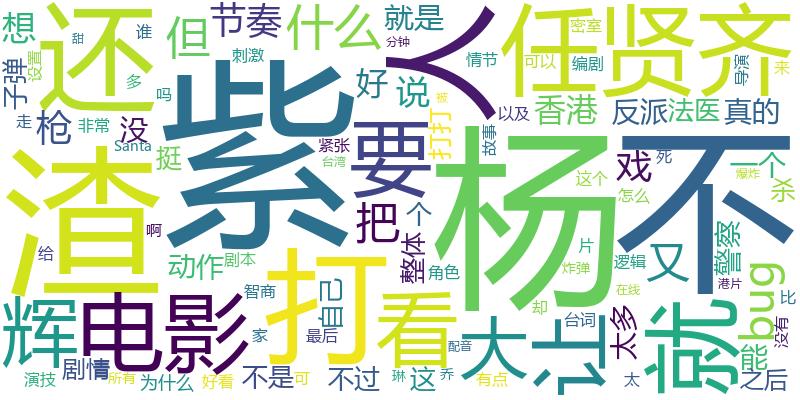 想
甜
谁
节奏
什么
就是
分钟
任贤齐
密室
子弹
设置
还
但
刺激
人
情节
可以
编剧
导演
来
多
吗
紫
好
说
枪
走
非常
没
Santa
挺
紧张
台湾
要
打打
被
故事
以及
香港
反派
法医
真的
渣
啊
给
把
个
杨
不
戏
死
一个
这个
怎么
爆炸
杀
动作
剧本
整体
角色
片
炸弹
逻辑
又
警察
bug
辉
电影
智商
自己
打
看
大
却
台词
让
在线
太多
就
港片
能
没有
比
剧情
家
最后
配音
演技
所有
为什么
好看
不是
可
不过
琳
这
乔
有点
太
之后